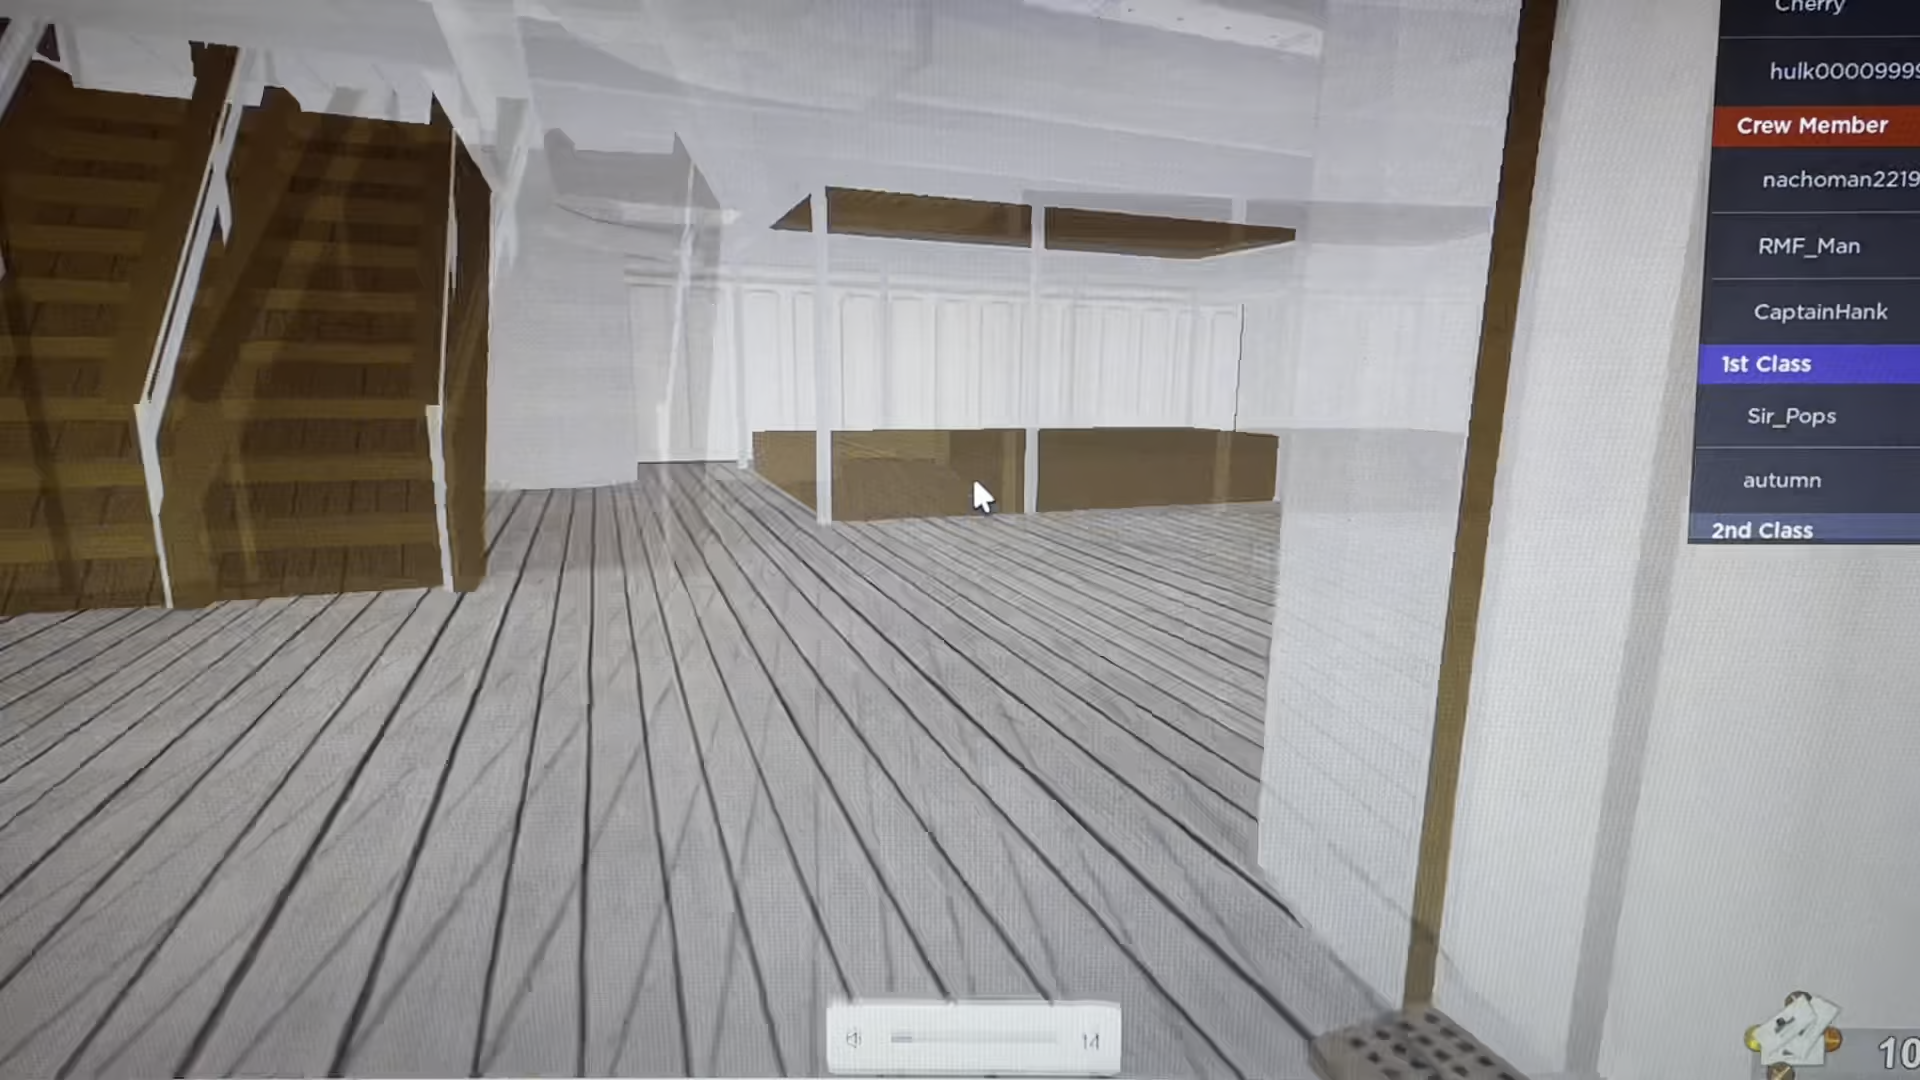 Cherry
hulk00009999
Crew Member
nachoman2219
RMF_Man
CaptainHank
1st Class
Sir_Pops
autumn
2nd Class
14
10